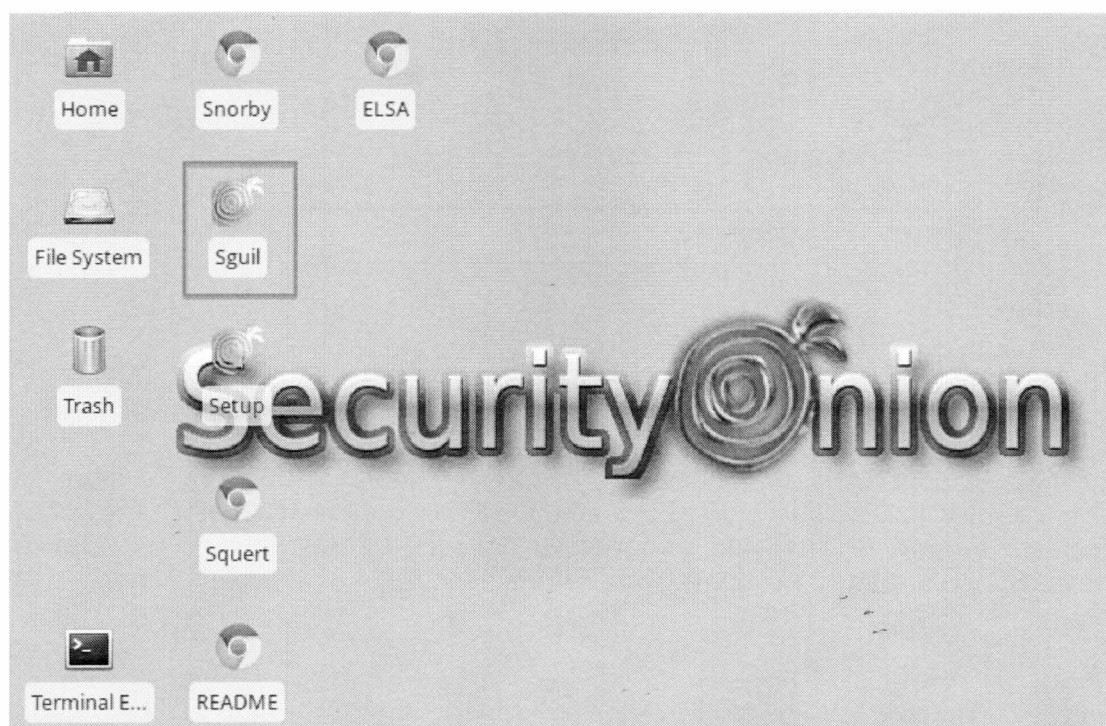 Home
Snorby
ELSA
File System
Sguil
Trash
Setup
SecurityOnion
Squert
Terminal E...
README